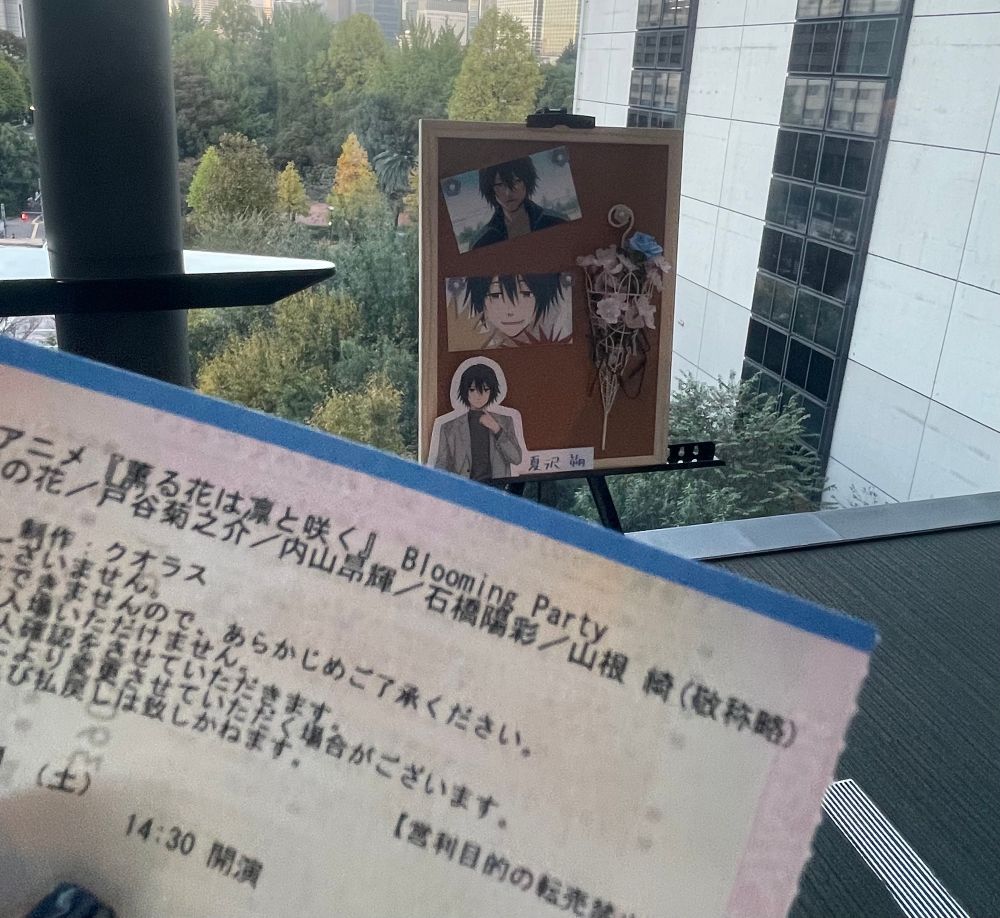 夏沢 朔
アニメ『薫る花は凛と咲く』 Blooming Party
の花／戸谷菊之介／内山昂輝／石橋陽彩／山根 綺(敬称略)
制作：クオラス
ざいません。
できませんので、あらかじめご了承ください。
入場いただけません。
人確認をさせていただきます。
より変更させていただく場合がございます。
び払戻しは致しかねます。
(土)
14:30 開演
【営利目的の転売禁